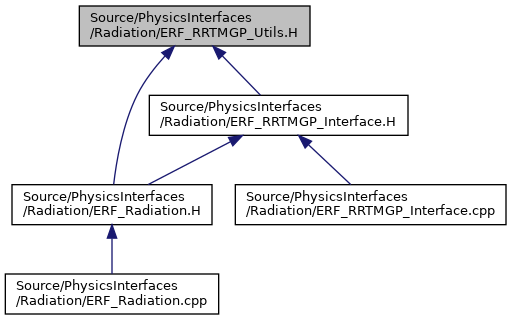 Source/PhysicsInterfaces
/Radiation/ERF_RRTMGP_Utils.H
Source/PhysicsInterfaces
/Radiation/ERF_RRTMGP_Interface.H
Source/PhysicsInterfaces
/Radiation/ERF_Radiation.H
Source/PhysicsInterfaces
/Radiation/ERF_RRTMGP_Interface.cpp
Source/PhysicsInterfaces
/Radiation/ERF_Radiation.cpp